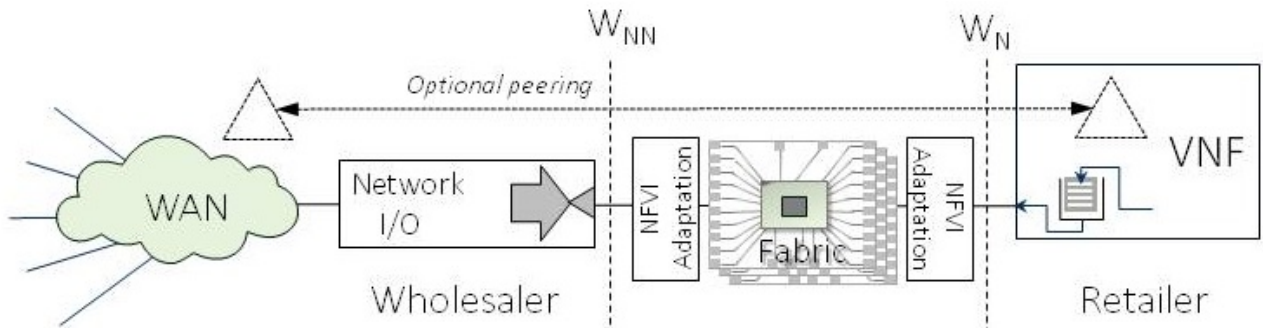 W_NN
W_N
Optional peering
WAN
Network
I/O
NFVI
Adaptation
Fabric
NFVI
Adaptation
VNF
Wholesaler
Retailer